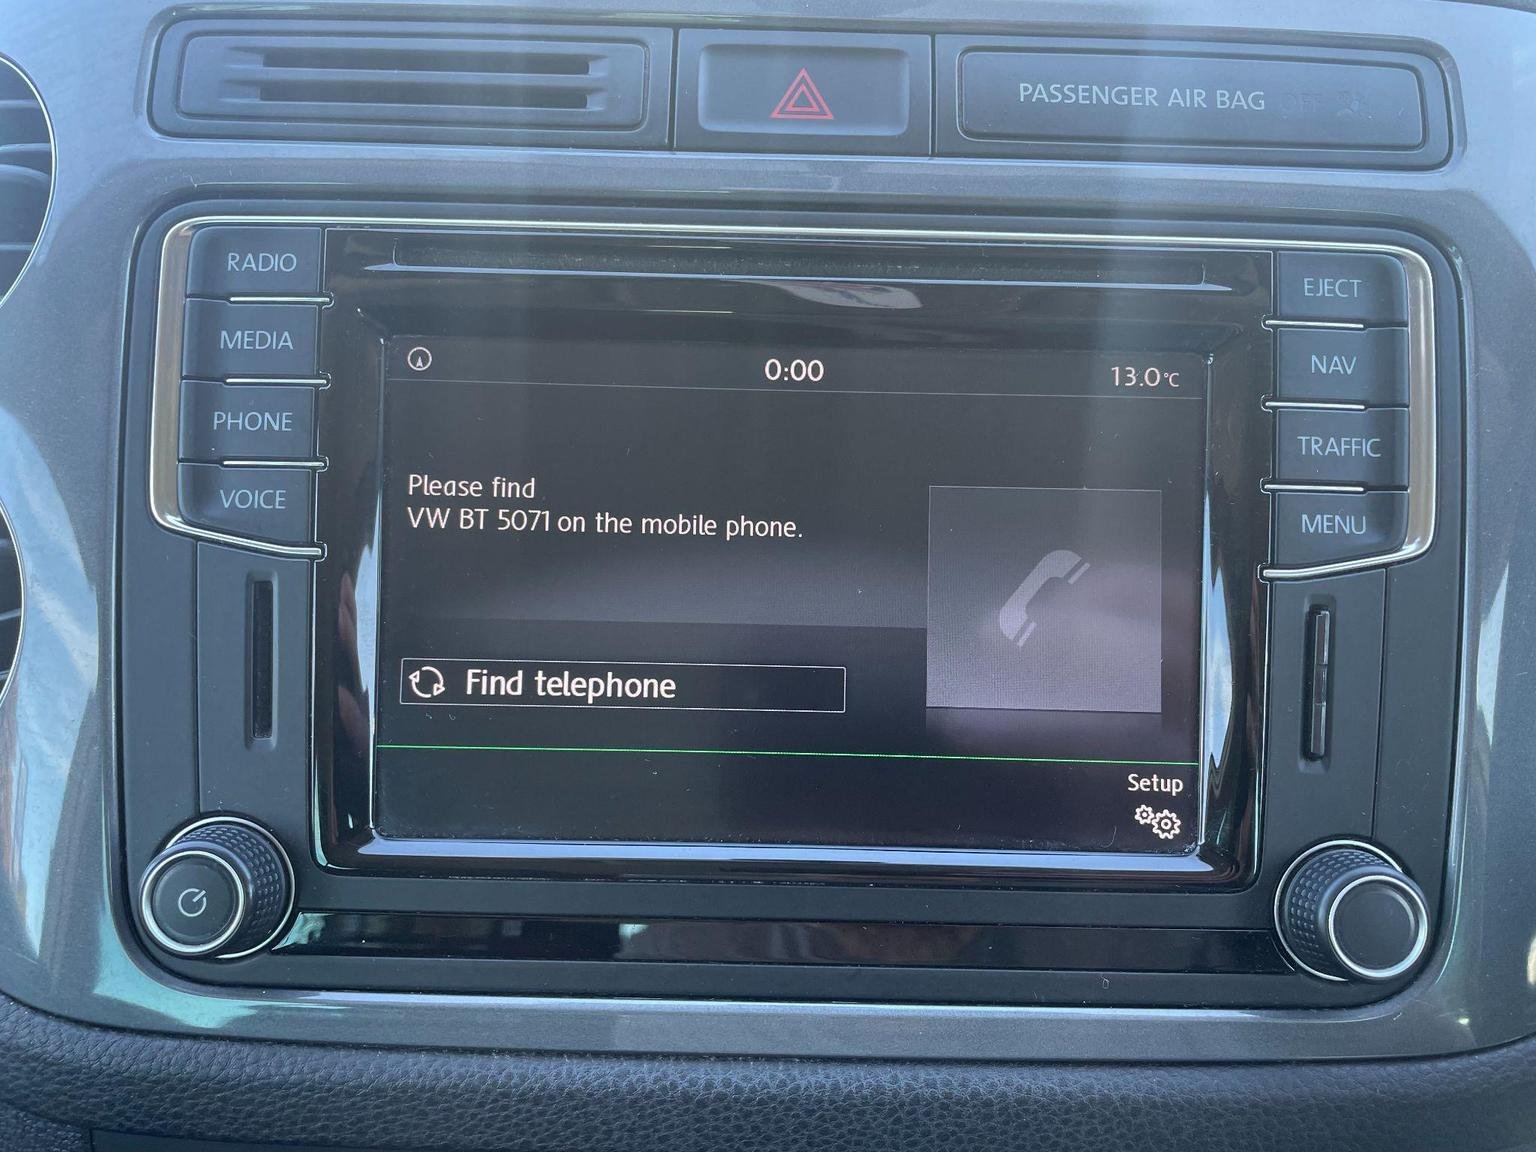 PASSENGER AIR BAG OFF
RADIO
MEDIA
PHONE
VOICE
0:00
13.0°C
Please find
VW BT 5071 on the mobile phone.
Find telephone
Setup
EJECT
NAV
TRAFFIC
MENU